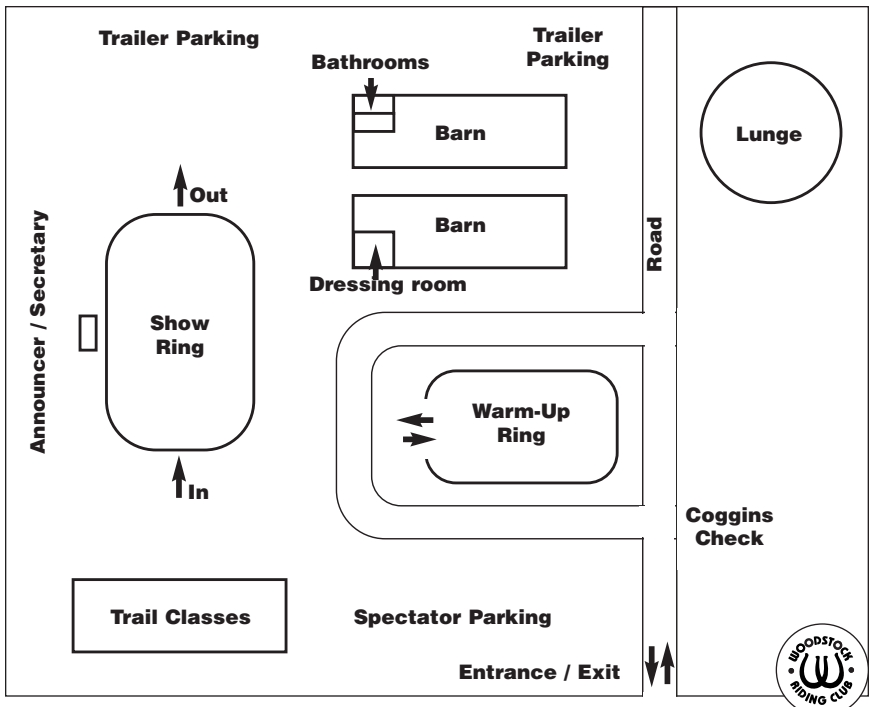 Trailer Parking
Trailer
Parking
Bathrooms
Barn
Lunge
Out
Barn
Road
Dressing room
Announcer / Secretary
Show
Ring
Warm-Up
Ring
In
Coggins
Check
Trail Classes
Spectator Parking
Entrance / Exit
WOODSTOCK
RIDING CLUB